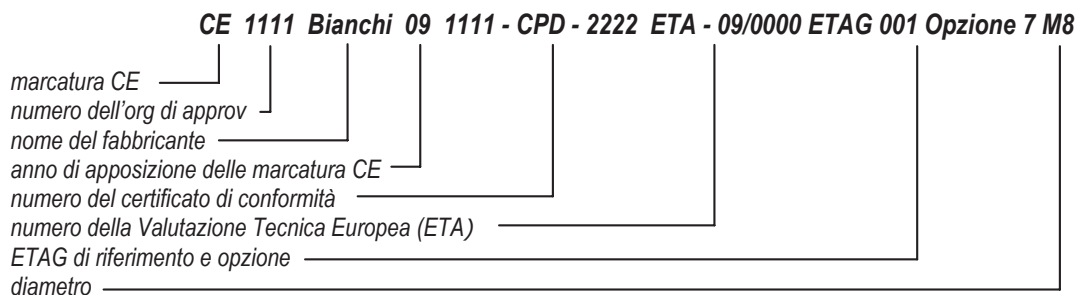 CE 1111 Bianchi 09 1111 - CPD - 2222 ETA - 09/0000 ETAG 001 Opzione 7 M8
marcatura CE
numero dell'org di approv
nome del fabbricante
anno di apposizione delle marcatura CE
numero del certificato di conformità
numero della Valutazione Tecnica Europea (ETA)
ETAG di riferimento e opzione
diametro